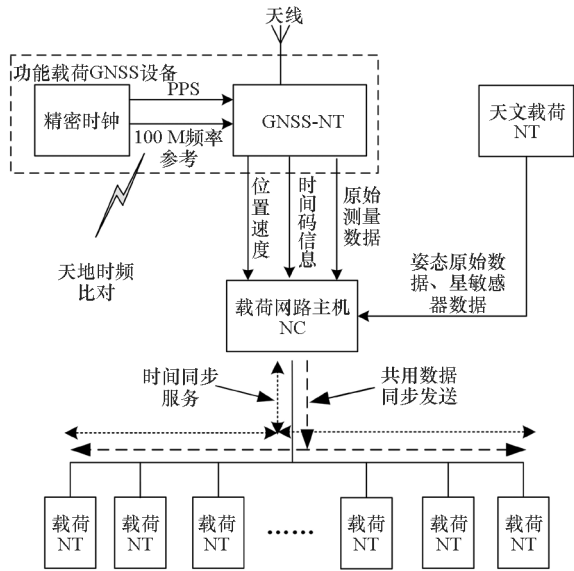 天线
功能载荷GNSS设备
PPS
精密时钟
GNSS-NT
100 M频率
参考
天文载荷
NT
位置速度
时间码信息
原始
测量
数据
天地时频
比对
姿态原始数
据、星敏感
器数据
载荷网路主机
NC
时间同步
服务
共用数据
同步发送
载荷
NT
载荷
NT
载荷
NT
……
载荷
NT
载荷
NT
载荷
NT